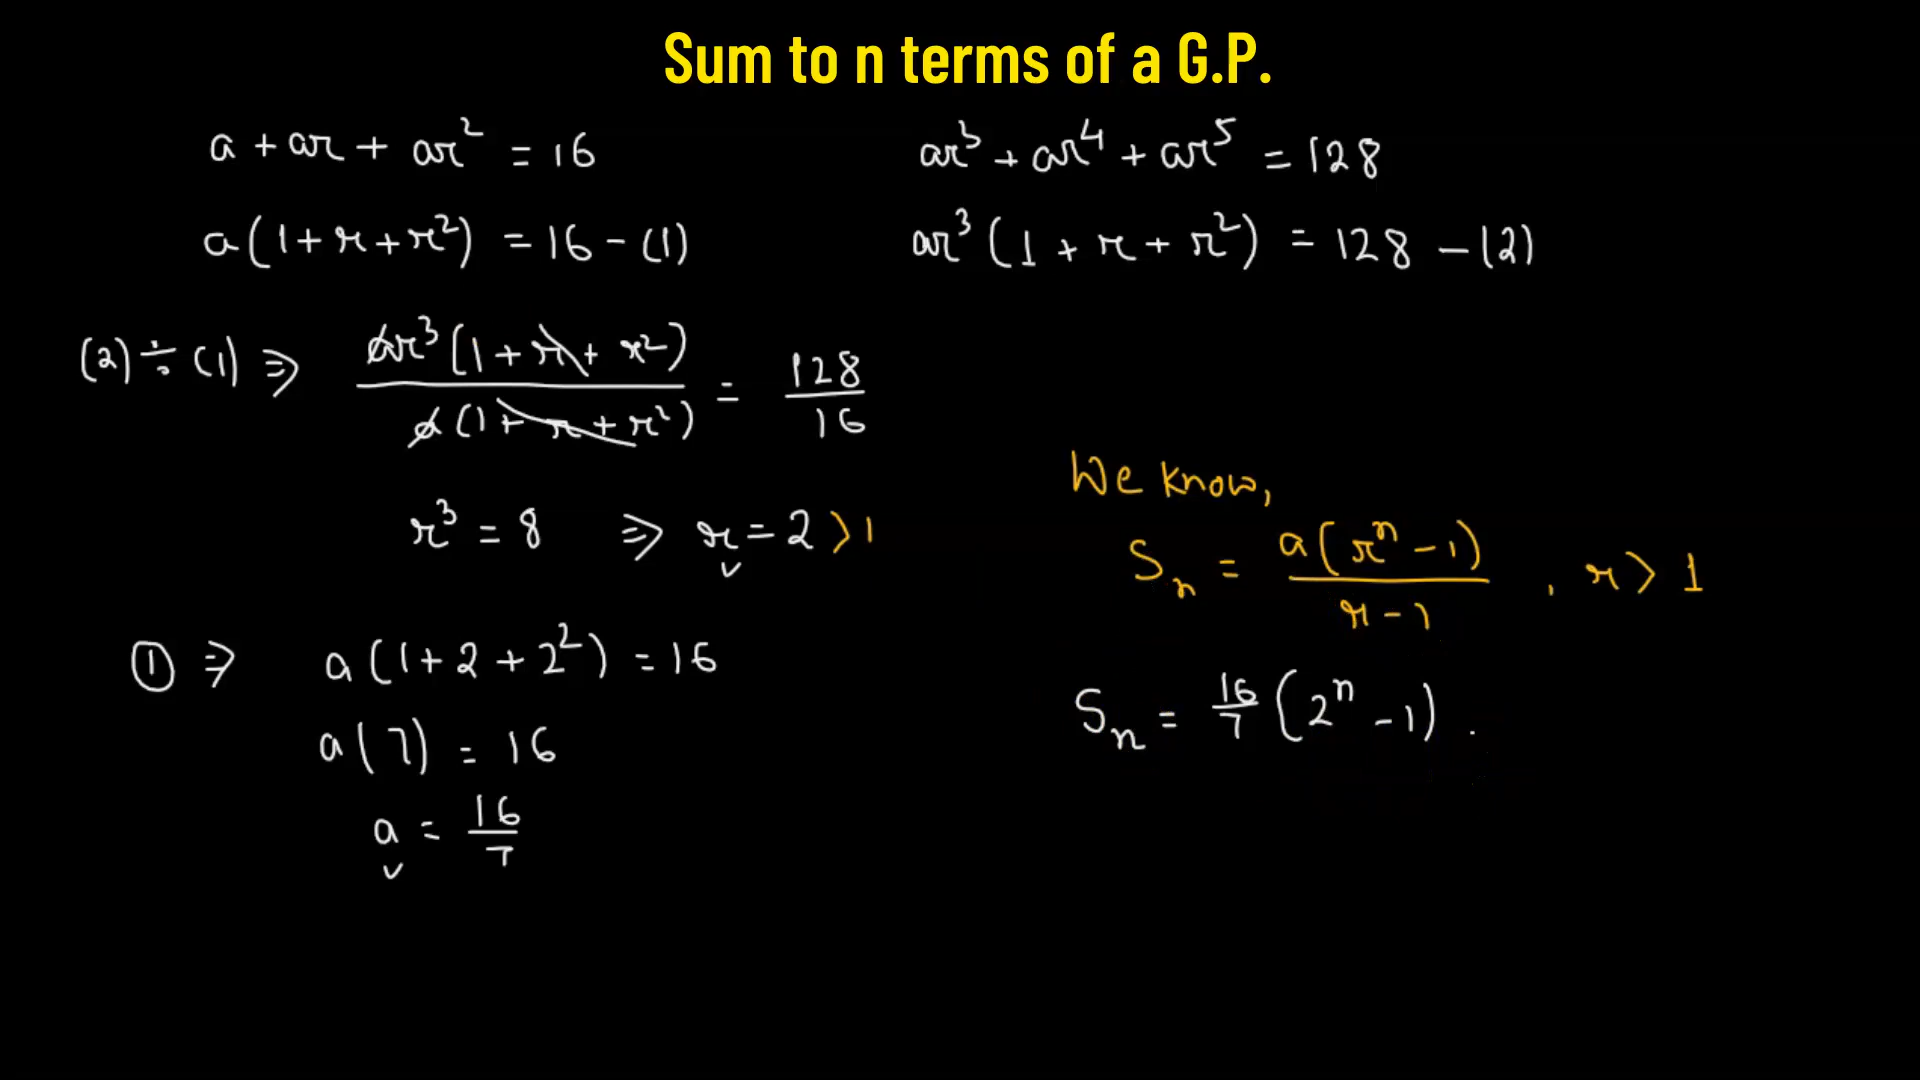 Sum to n terms of a G.P.
a + ar + ar² = 16
ar³ + ar⁴ + ar⁵ = 128
a(1 + r + r²) = 16 - (1)
ar³(1 + r + r²) = 128 - (2)
(2) ÷ (1) ⇒ ar³(1 + r + r²) / a(1 + r + r²) = 128/16
r³ = 8 ⇒ r = 2 > 1
We know,
Sₙ = a(rⁿ - 1) / r - 1 , r > 1
① ⇒ a(1 + 2 + 2²) = 16
Sₙ = 16/7 (2ⁿ - 1) .
a(7) = 16
a = 16/7